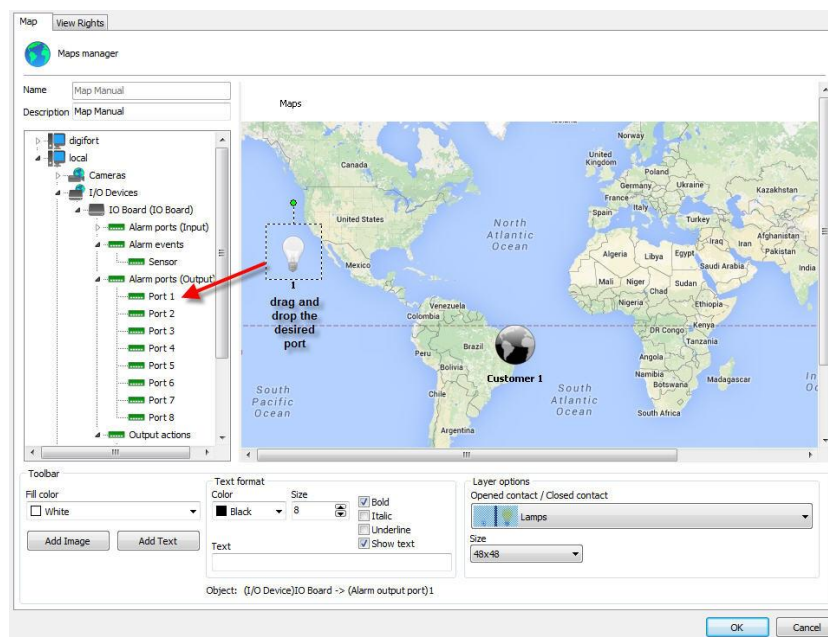 Map
View Rights
Maps manager
Name
Map Manual
Description
Map Manual
digifort
local
Cameras
I/O Devices
IO Board (IO Board)
Alarm ports (Input)
Alarm events
Sensor
Alarm ports (Output)
Port 1
Port 2
Port 3
Port 4
Port 5
Port 6
Port 7
Port 8
Output actions
Maps
Norway
United
Kingdom
Poland
Canada
Germany
Ukraine
Kazakhstan
France
Italy
Spain
Turkey
United States
North
Atlantic
Ocean
Afghanistan
Iraq
Iran
Pakistan
Algeria
Libya
Egypt
Saudi Arabia
India
Mexico
1
drag and
drop the
desired
port
Mali
Niger
Chad
Sudan
Nigeria
Ethiopia
Venezuela
Colombia
DR Congo
Kenya
Tanzania
Brazil
Peru
Bolivia
Angola
Customer 1
Namibia
Botswana
Madagascar
South
Pacific
Ocean
Chile
South
Atlantic
Ocean
South Africa
Argentina
Toolbar
Fill color
White
Add Image
Add Text
Text format
Color
Size
Black
8
Bold
Italic
Underline
Show text
Text
Layer options
Opened contact / Closed contact
Lamps
Size
48x48
Object: (I/O Device)IO Board -> (Alarm output port)1
OK
Cancel